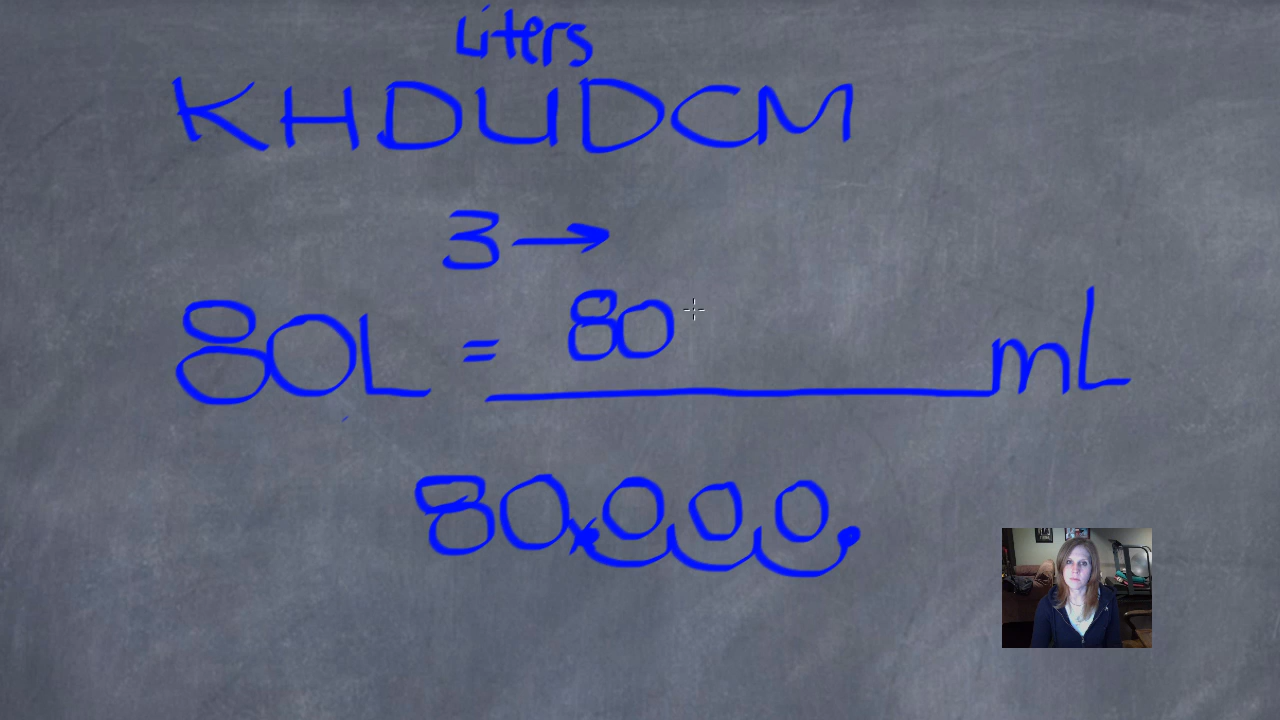 Liters
KHDUDCM
3→
80L = 80 mL
80.000.